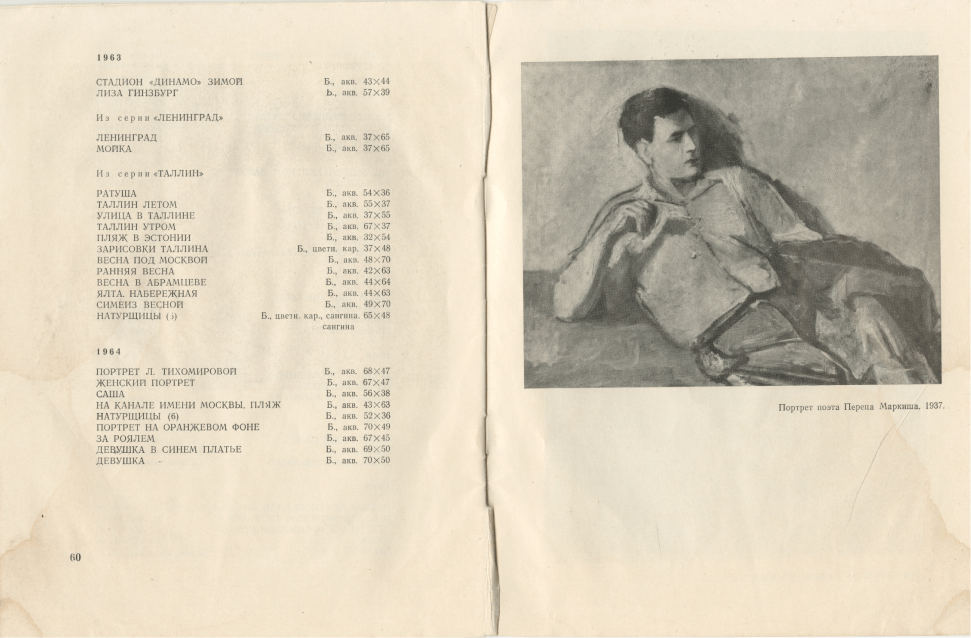 1963
СТАДИОН «ДИНАМО» ЗИМОЙ Б., акв. 43×44
ЛИЗА ГИНЗБУРГ Б., акв. 57×39
Из серии «ЛЕНИНГРАД»
ЛЕНИНГРАД Б., акв. 37×65
МОЙКА Б., акв. 37×65
Из серии «ТАЛЛИН»
РАТУША Б., акв. 54×36
ТАЛЛИН ЛЕТОМ Б., акв. 55×37
УЛИЦА В ТАЛЛИНЕ Б., акв. 37×55
ТАЛЛИН УТРОМ Б., акв. 67×37
ПЛЯЖ В ЭСТОНИИ Б., акв. 32×54
ЗАРИСОВКИ ТАЛЛИНА Б., цветн. кар. 37×48
ВЕСНА ПОД МОСКВОЙ Б., акв. 48×70
РАННЯЯ ВЕСНА Б., акв. 42×63
ВЕСНА В АБРАМЦЕВЕ Б., акв. 44×64
ЯЛТА. НАБЕРЕЖНАЯ Б., акв. 44×63
СИМЕИЗ ВЕСНОЙ Б., акв. 49×70
НАТУРЩИЦЫ Б., цветн. кар., сангина. 65×48
сангина
1964
ПОРТРЕТ Л. ТИХОМИРОВОЙ Б., акв. 68×47
ЖЕНСКИЙ ПОРТРЕТ Б., акв. 67×47
САША Б., акв. 56×38
НА КАНАЛЕ ИМЕНИ МОСКВЫ. ПЛЯЖ Б., акв. 43×63
НАТУРЩИЦЫ (6) Б., акв. 52×36
ПОРТРЕТ НА ОРАНЖЕВОМ ФОНЕ Б., акв. 70×49
ЗА РОЯЛЕМ Б., акв. 67×45
ДЕВУШКА В СИНЕМ ПЛАТЬЕ Б., акв. 69×50
ДЕВУШКА Б., акв. 70×50
60
Портрет поэта Переца Маркиша. 1937.